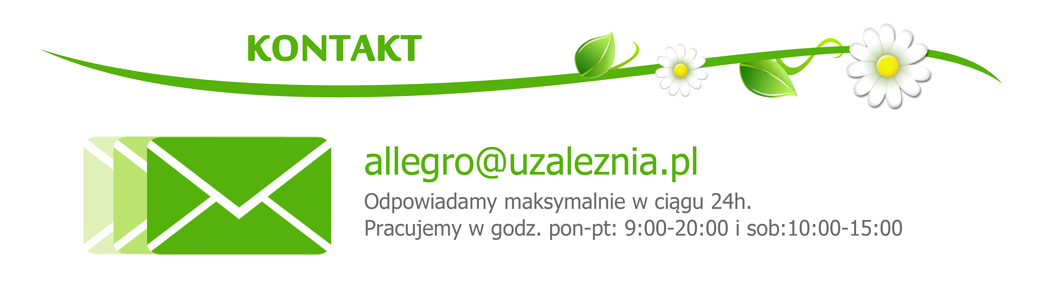 KONTAKT
allegro@uzaleznia.pl
Odpowiadamy maksymalnie w ciągu 24h.
Pracujemy w godz. pon-pt: 9:00-20:00 i sob:10:00-15:00